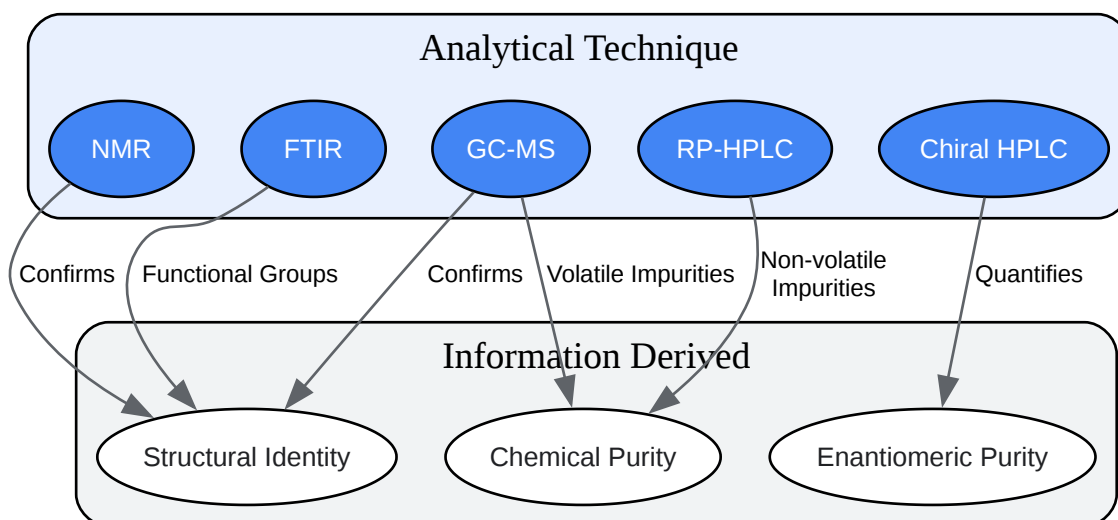 Analytical Technique
NMR
FTIR
GC-MS
RP-HPLC
Chiral HPLC
Confirms
Functional Groups
Confirms
Volatile Impurities
Non-volatile
Impurities
Quantifies
Information Derived
Structural Identity
Chemical Purity
Enantiomeric Purity